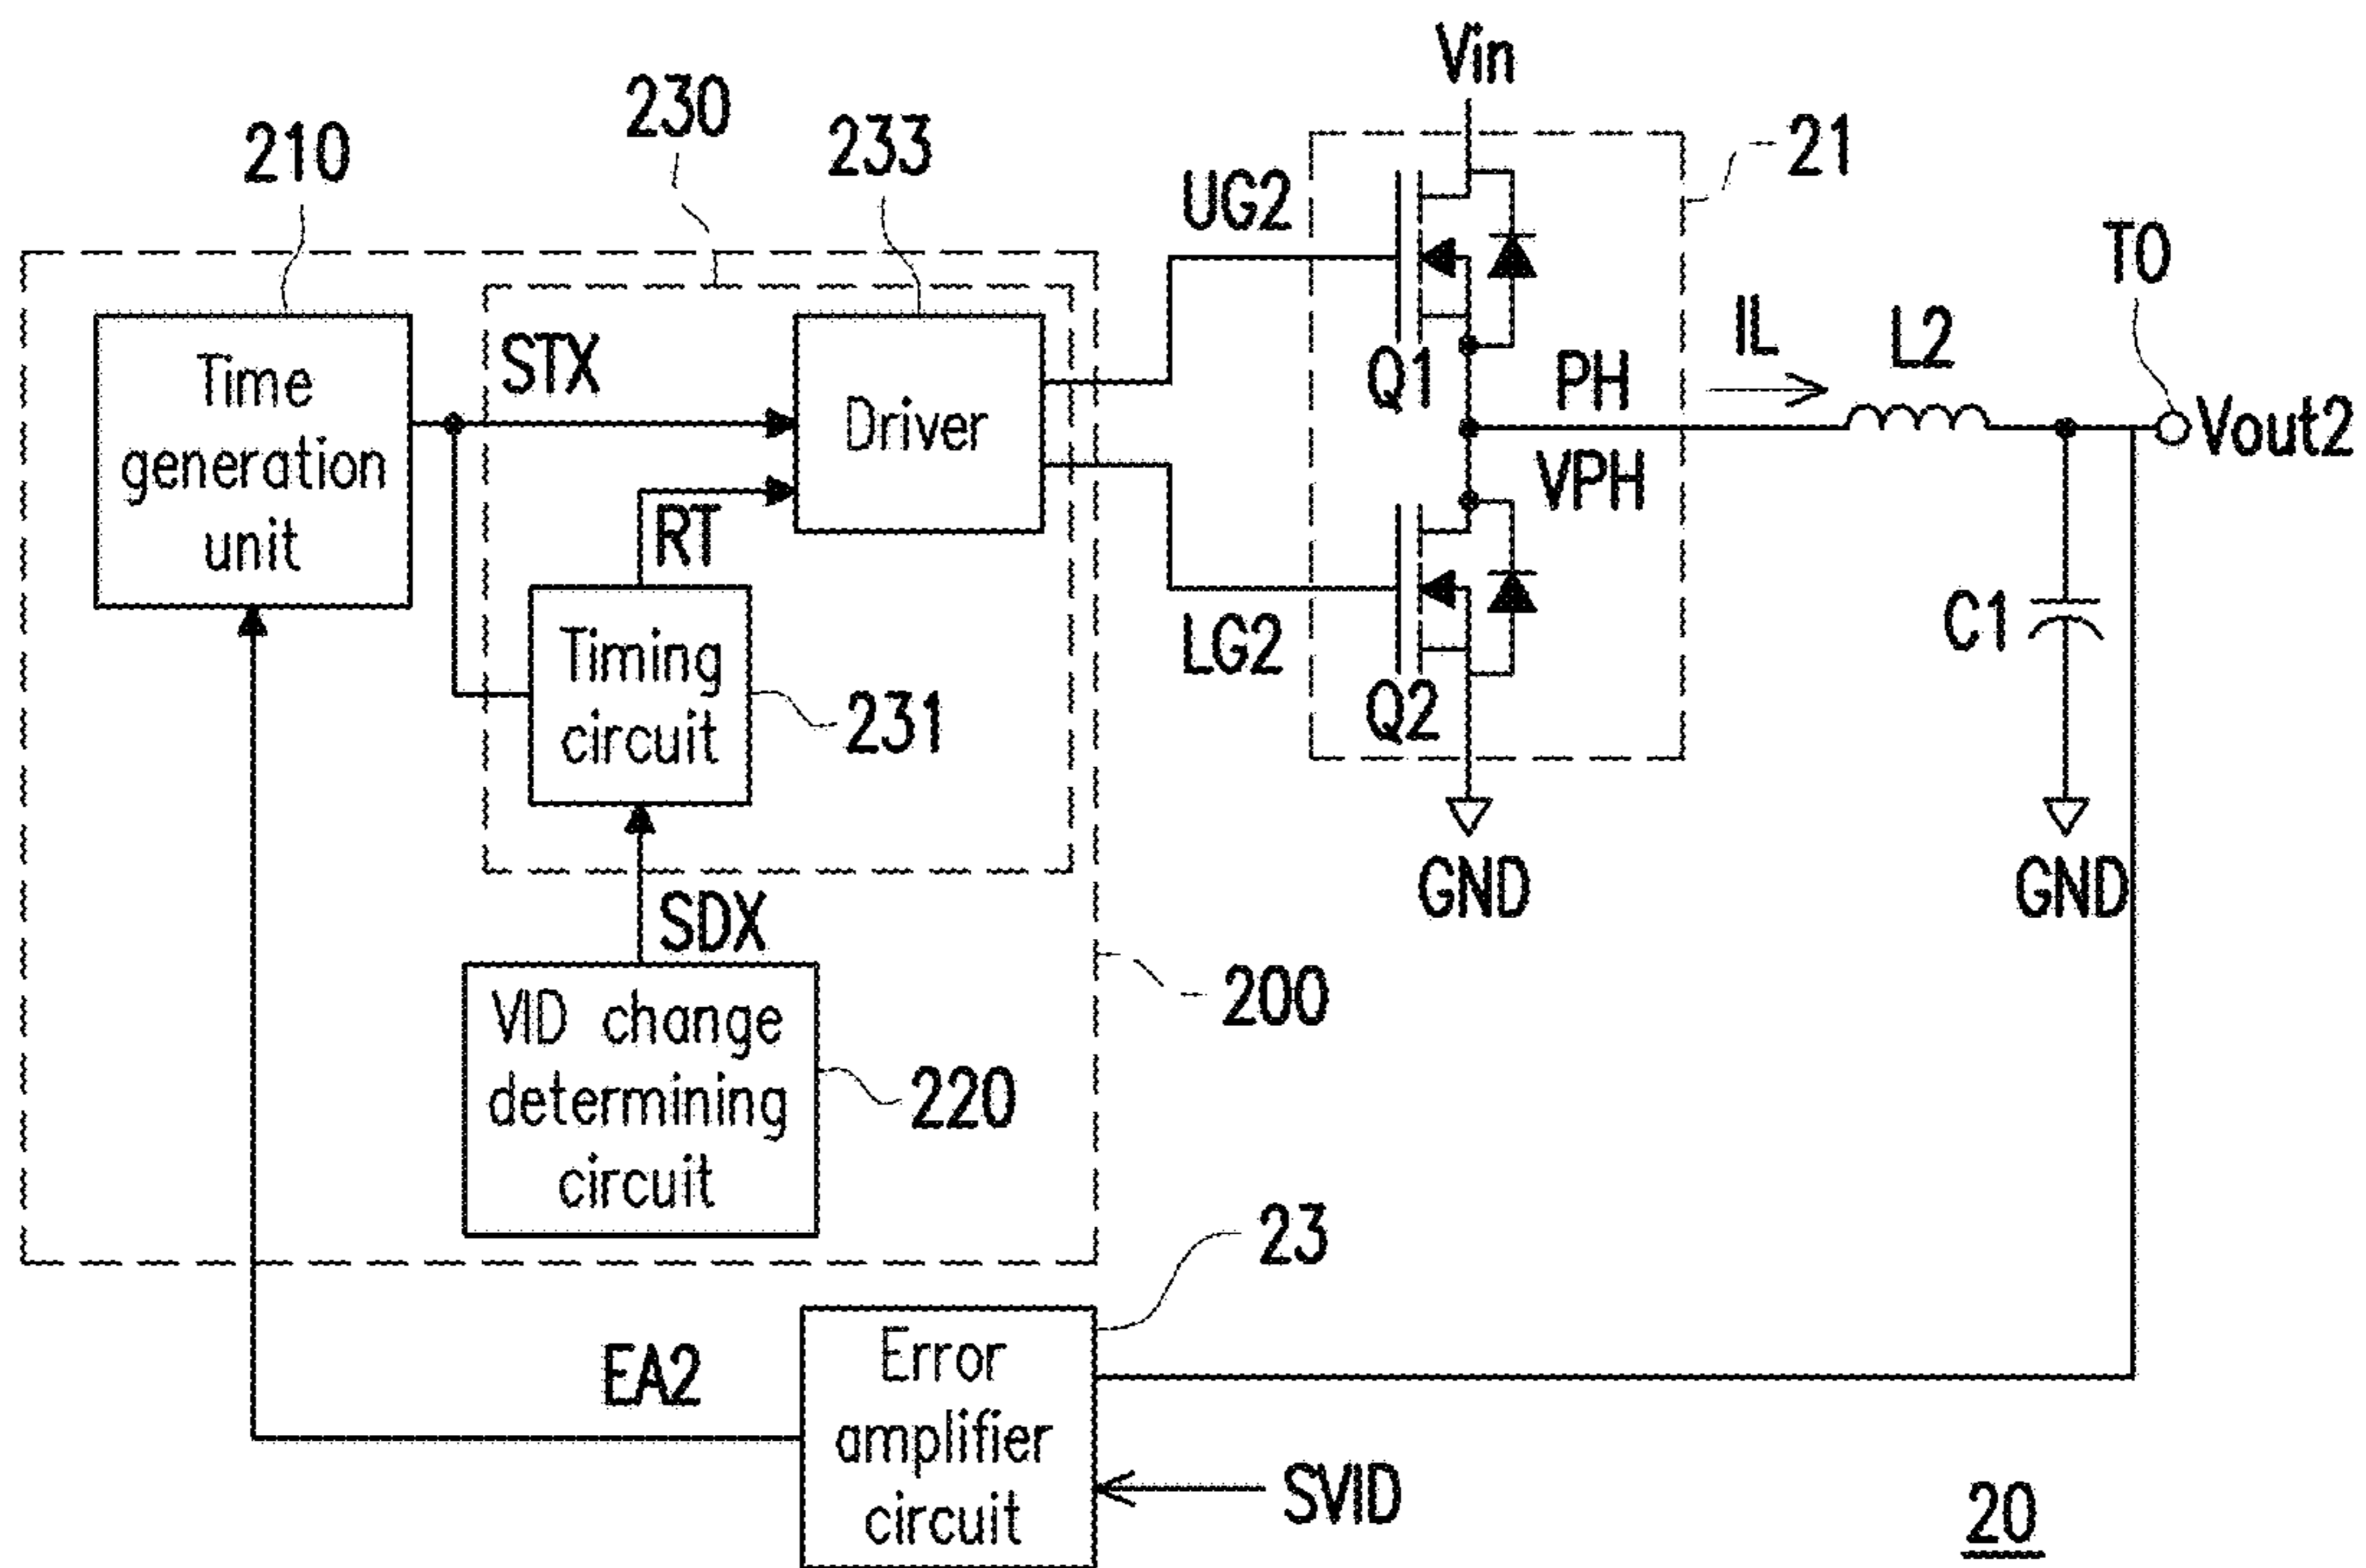 Vin
210
230
233
21
UG2
TO
Time
generation
unit
STX
Driver
Q1
PH
IL
L2
Vout2
VPH
RT
Timing
circuit
231
LG2
Q2
C1
GND
GND
SDX
VID change
determining
circuit
200
220
23
EA2
Error
amplifier
circuit
SVID
20